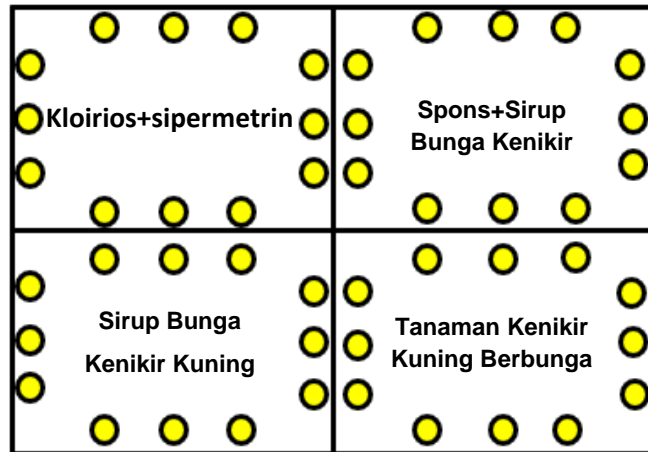 Kloirios+sipermetrin
Spons+Sirup
Bunga Kenikir
Sirup Bunga
Kenikir Kuning
Tanaman Kenikir
Kuning Berbunga